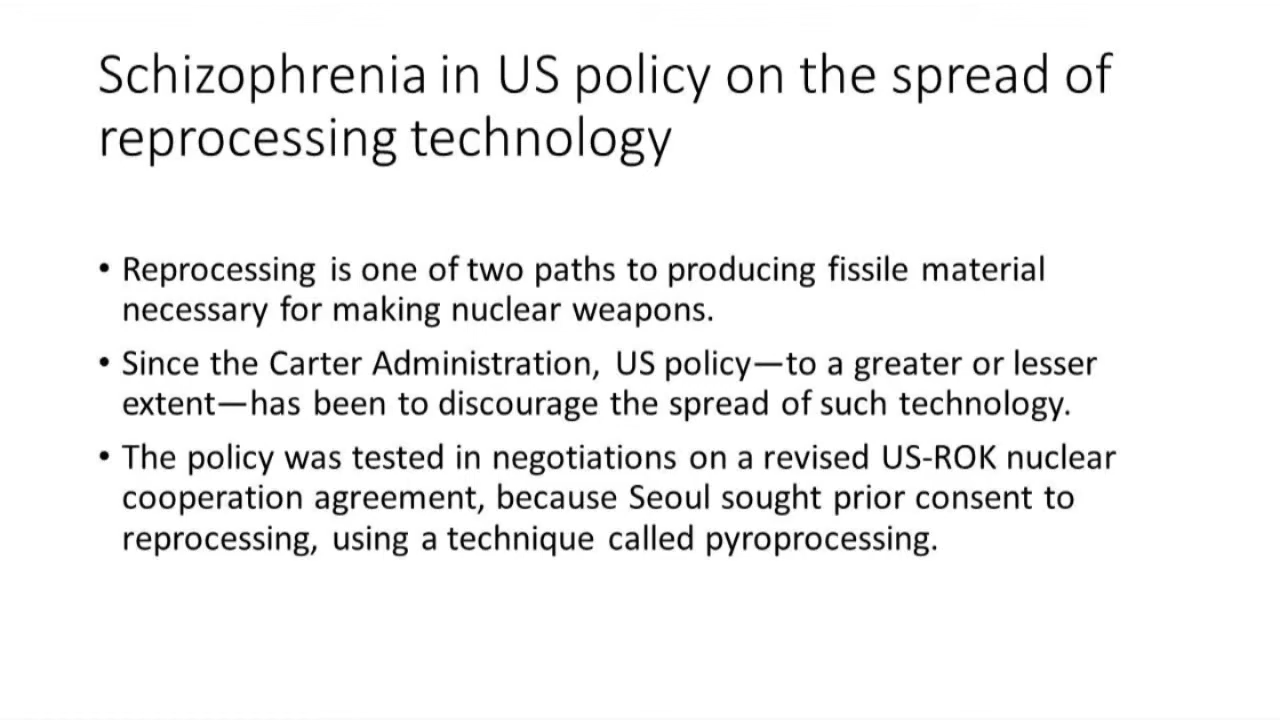 Schizophrenia in US policy on the spread of
reprocessing technology
• Reprocessing is one of two paths to producing fissile material
necessary for making nuclear weapons.
• Since the Carter Administration, US policy—to a greater or lesser
extent—has been to discourage the spread of such technology.
• The policy was tested in negotiations on a revised US-ROK nuclear
cooperation agreement, because Seoul sought prior consent to
reprocessing, using a technique called pyroprocessing.